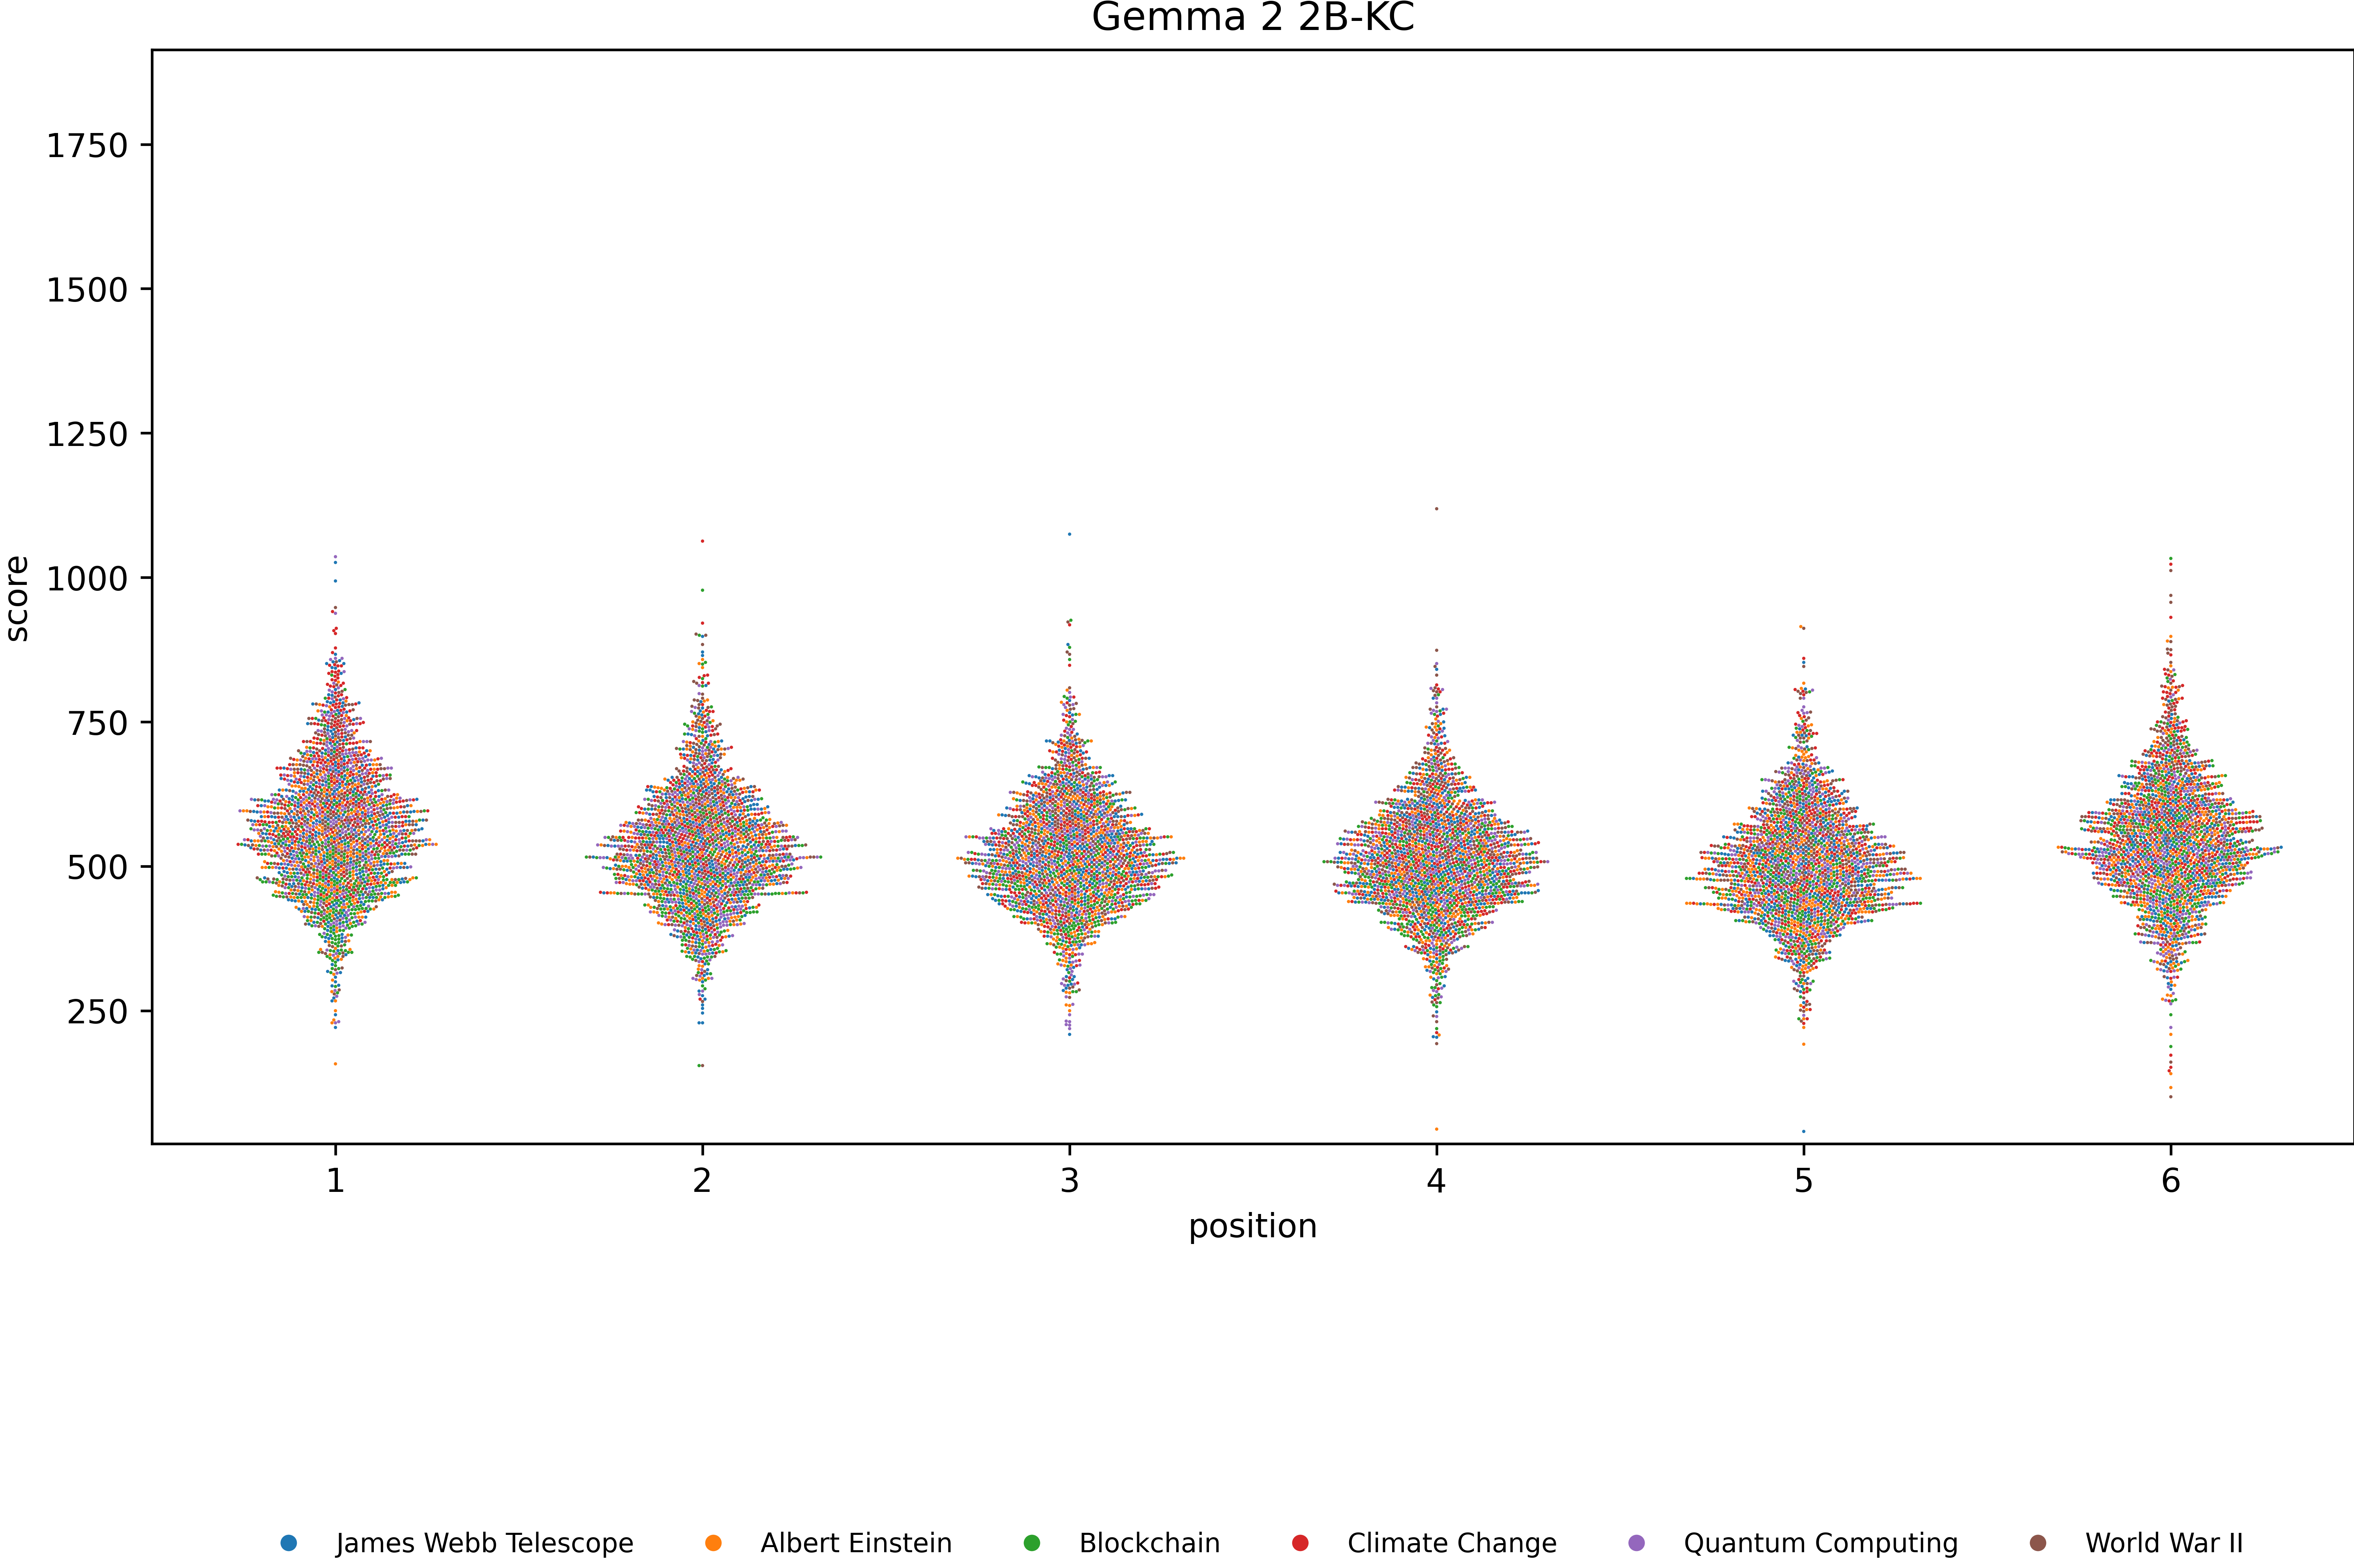 Gemma 2 2B-KC
1750
1500
1250
1000
750
500
250
score
1 2 3 4 5 6
position
James Webb Telescope Albert Einstein Blockchain Climate Change Quantum Computing World War II